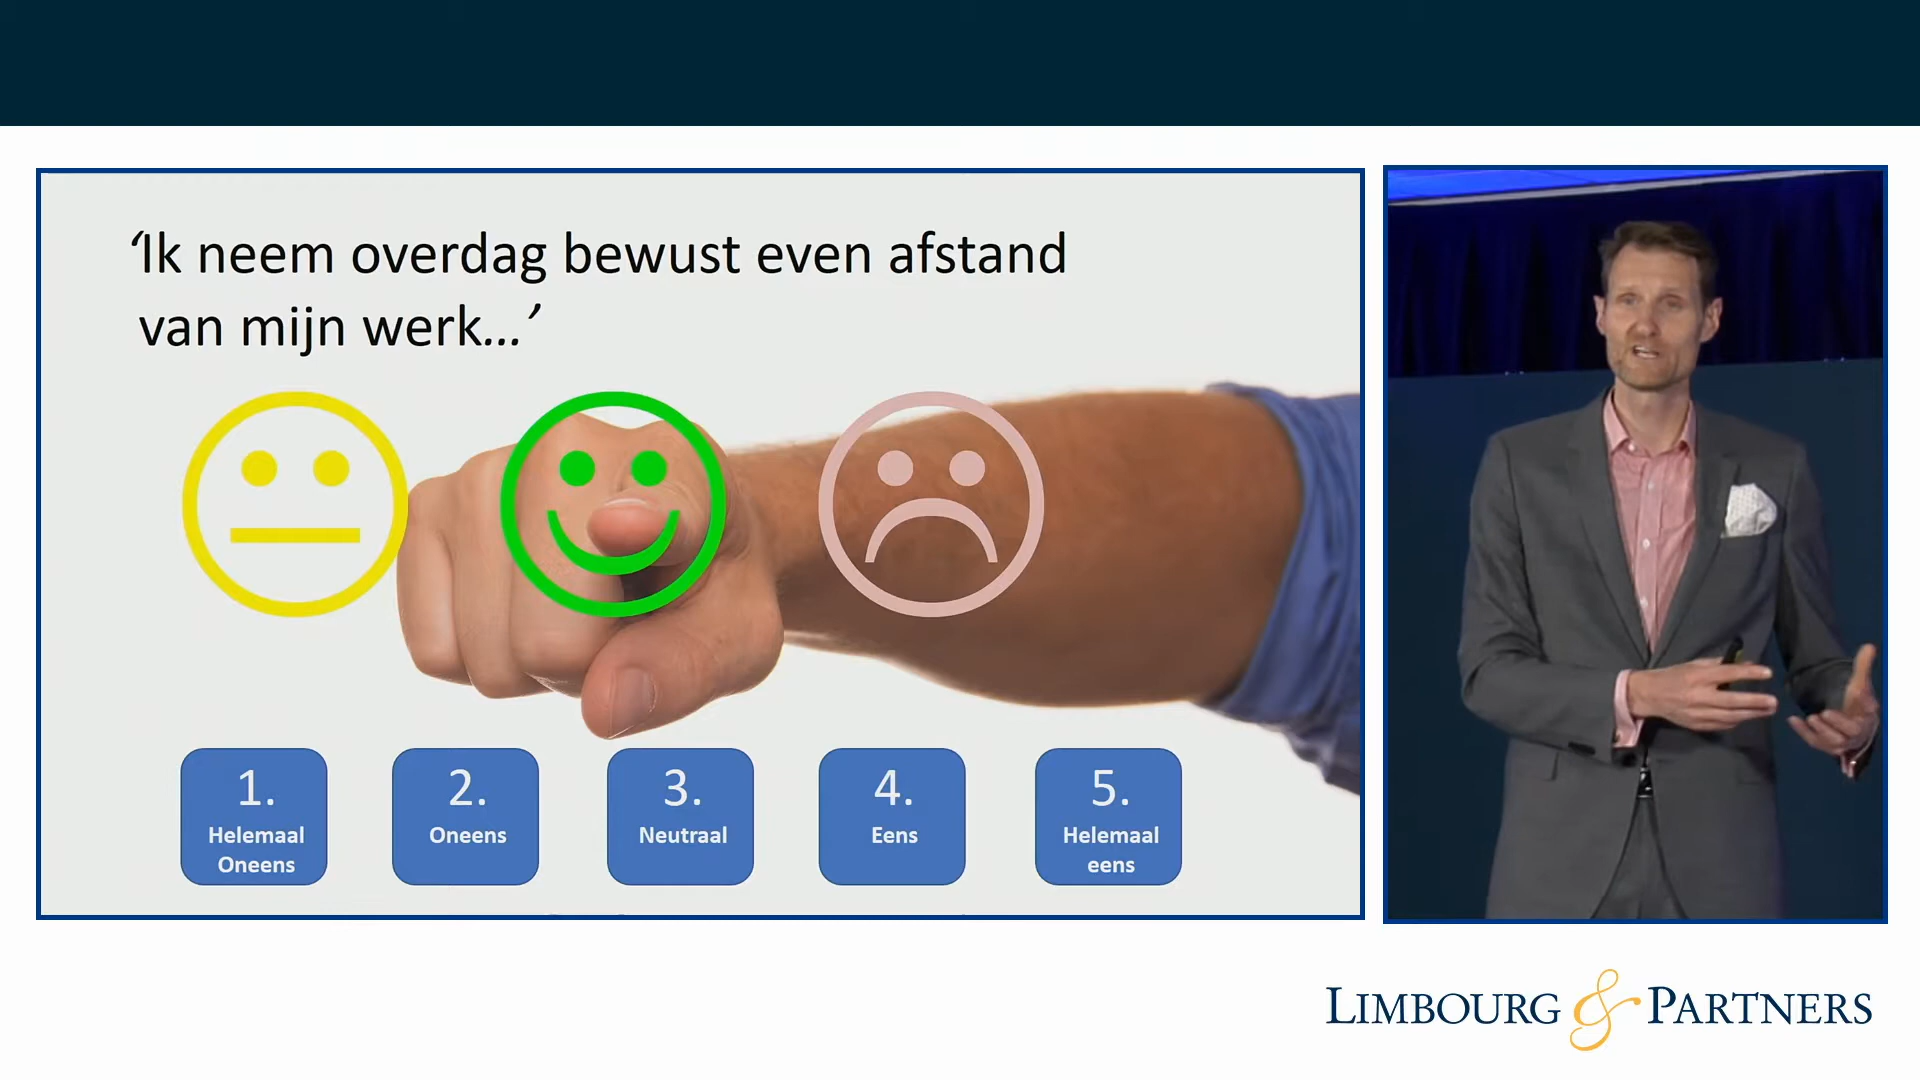 ‘Ik neem overdag bewust even afstand
van mijn werk...’
1.
Helemaal
Oneens
2.
Oneens
3.
Neutraal
4.
Eens
5.
Helemaal
eens
LIMBOURG & PARTNERS